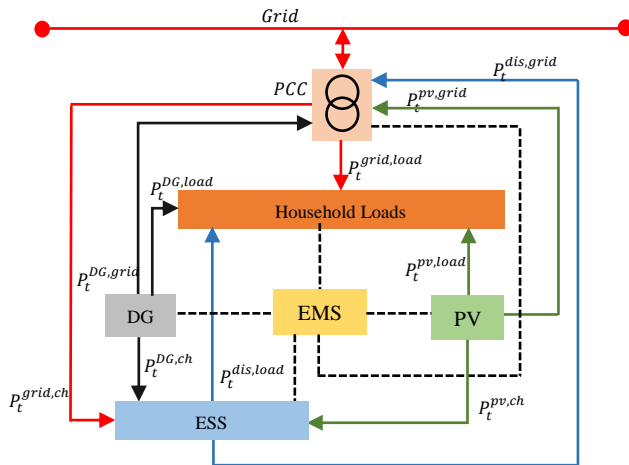 Grid
P_t^{dis,grid}
PCC
P_t^{pv,grid}
P_t^{grid,load}
P_t^{DG,load}
Household Loads
P_t^{DG,grid}
P_t^{pv,load}
DG
EMS
PV
P_t^{DG,ch}
P_t^{dis,load}
P_t^{grid,ch}
P_t^{pv,ch}
ESS